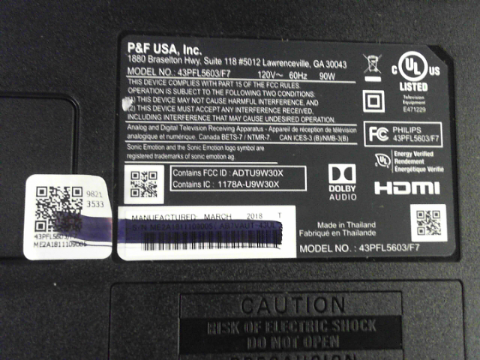 P&F USA, Inc.
1880 Braselton Hwy. Suite 118 #5012 Lawrenceville, GA 30043
MODEL NO. : 43PFL5603/F7 120V~ 60Hz 90W
THIS DEVICE COMPLIES WITH PART 15 OF THE FCC RULES.
OPERATION IS SUBJECT TO THE FOLLOWING TWO CONDITIONS:
(1) THIS DEVICE MAY NOT CAUSE HARMFUL INTERFERENCE, AND
(2) THIS DEVICE MUST ACCEPT ANY INTERFERENCE RECEIVED,
INCLUDING INTERFERENCE THAT MAY CAUSE UNDESIRED OPERATION.
Analog and Digital Television Receiving Apparatus - Appareil de réception de télévision
analogique et numérique, Canada BETS-7 / NTMR-7. CAN ICES-3 (B)/NMB-3(B)
Sonic Emotion and the Sonic Emotion logo are
registered trademarks of sonic emotion ag.
C UL US
LISTED
Television
Equipment
E471229
FC PHILIPS
43PFL5603/F7
Energy Verified
Rendement
Énergétique Vérifié
Contains FCC ID : ADTU9W30X
Contains IC : 1178A-U9W30X
DOLBY
AUDIO
HDMI
MANUFACTURED MARCH 2018 1
Made in Thailand
Fabriqué en Thaïlande
MODEL NO. : 43PFL5603/F7
9821
3533
CAUTION
RISK OF ELECTRIC SHOCK
DO NOT OPEN